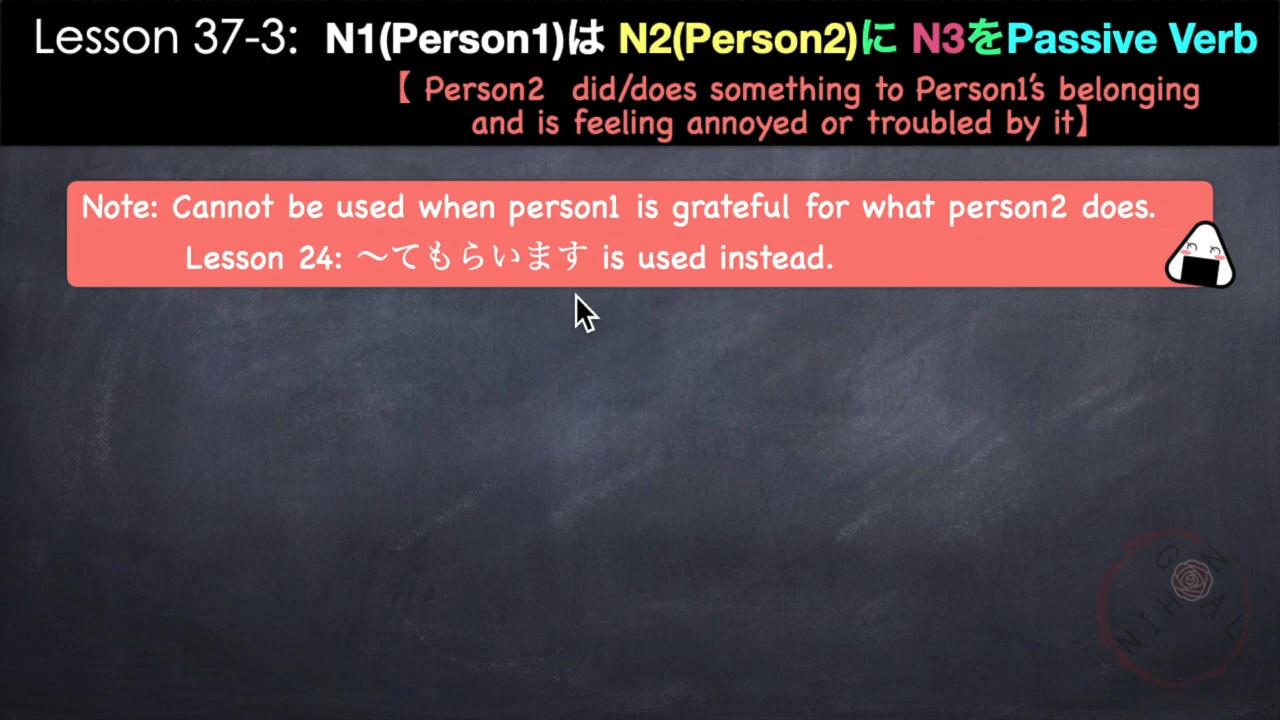 Lesson 37-3: N1(Person1)は N2(Person2)に N3をPassive Verb
【 Person2 did/does something to Person1's belonging
and is feeling annoyed or troubled by it】
Note: Cannot be used when person1 is grateful for what person2 does.
Lesson 24: ～てもらいます is used instead.
NIHONGOAL